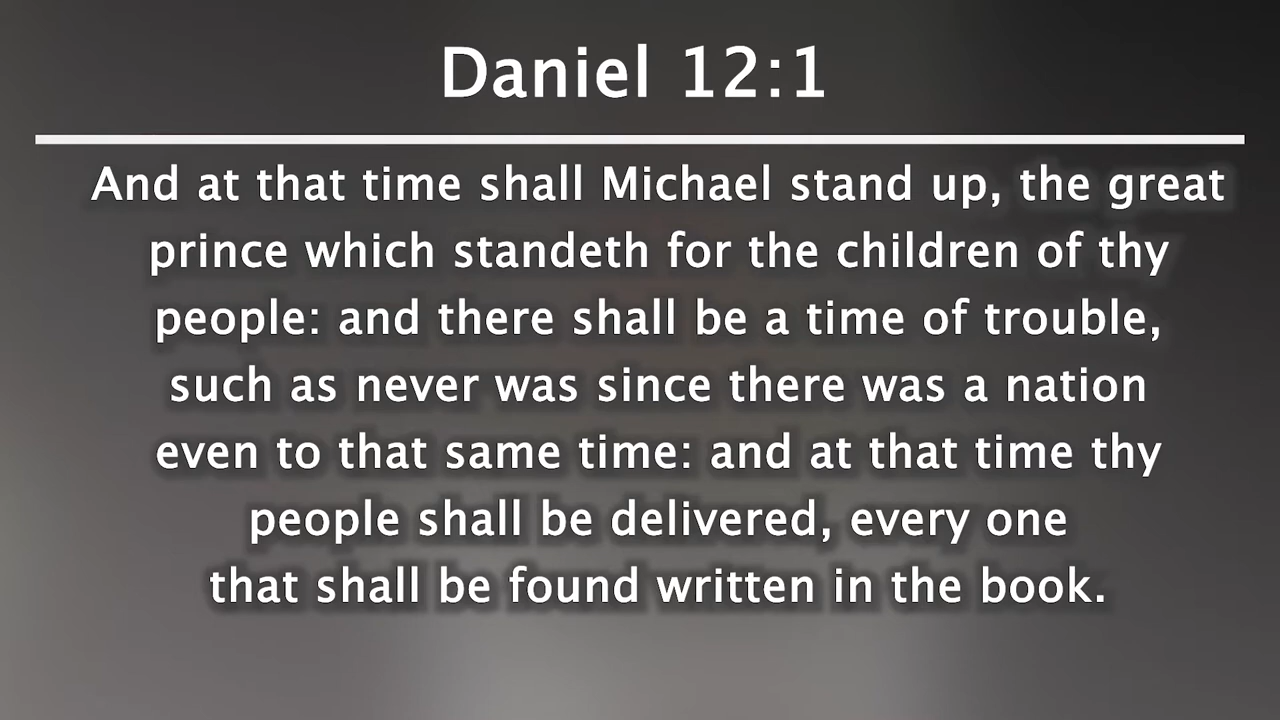 Daniel 12:1
And at that time shall Michael stand up, the great
prince which standeth for the children of thy
people: and there shall be a time of trouble,
such as never was since there was a nation
even to that same time: and at that time thy
people shall be delivered, every one
that shall be found written in the book.